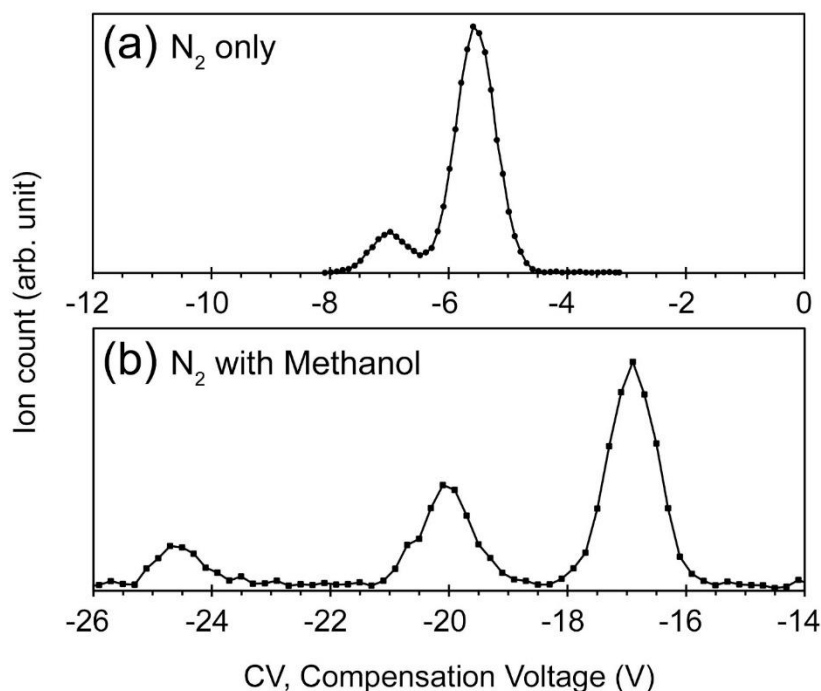 (a) N₂ only
-12 -10 -8 -6 -4 -2 0
Ion count (arb. unit)
(b) N₂ with Methanol
-26 -24 -22 -20 -18 -16 -14
CV, Compensation Voltage (V)